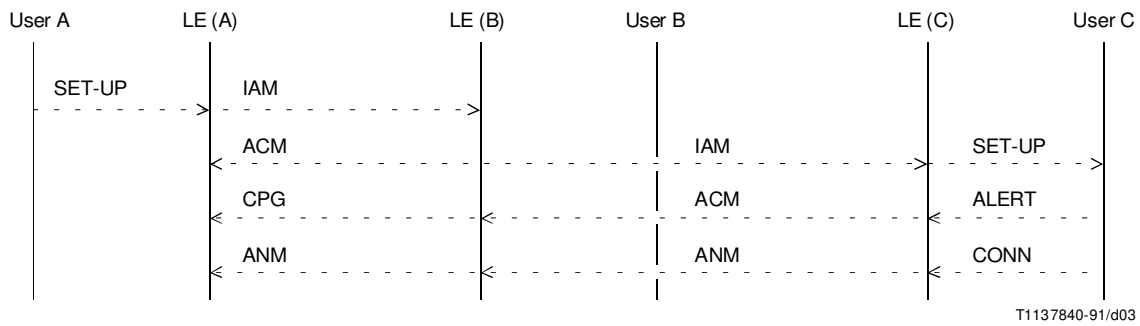 User A LE (A) LE (B) User B LE (C) User C
SET-UP IAM
ACM IAM SET-UP
CPG ACM ALERT
ANM ANM CONN
T1137840-91/d03